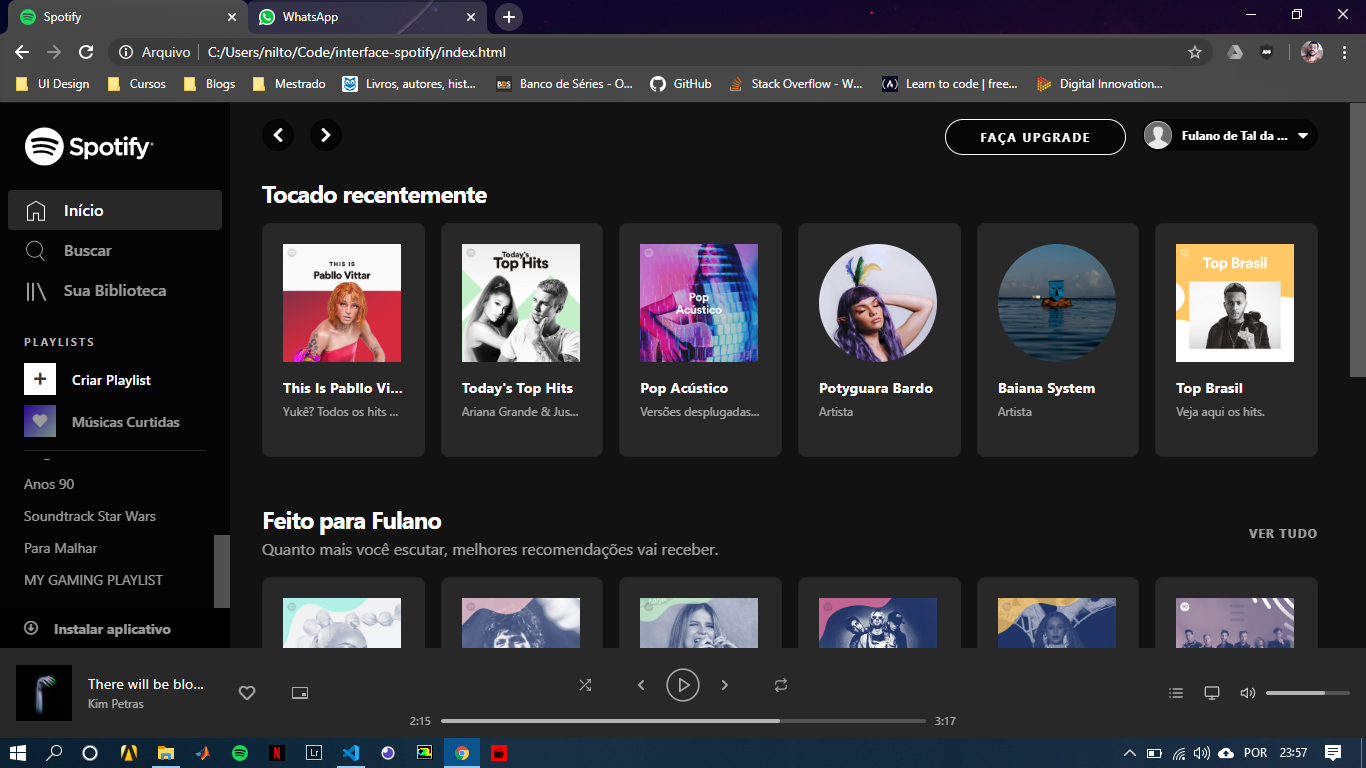 Spotify
WhatsApp
Arquivo
C:/Users/nilto/Code/interface-spotify/index.html
UI Design
Cursos
Blogs
Mestrado
Livros, autores, hist...
BDS
Banco de Séries - O...
GitHub
Stack Overflow - W...
Learn to code | free...
Digital Innovation...
Spotify
FAÇA UPGRADE
Fulano de Tal da ...
Início
Buscar
Sua Biblioteca
PLAYLISTS
Criar Playlist
Músicas Curtidas
Anos 90
Soundtrack Star Wars
Para Malhar
MY GAMING PLAYLIST
Instalar aplicativo
Tocado recentemente
THIS IS
Pabllo Vittar
This Is Pabllo Vi...
Yukê? Todos os hits ...
Today's
Top Hits
Today's Top Hits
Ariana Grande & Jus...
Pop
Acústico
Pop Acústico
Versões desplugadas...
Potyguara Bardo
Artista
Baiana System
Artista
Top Brasil
Top Brasil
Veja aqui os hits.
Feito para Fulano
Quanto mais você escutar, melhores recomendações vai receber.
VER TUDO
There will be blo...
Kim Petras
2:15
3:17
Lr
POR
23:57